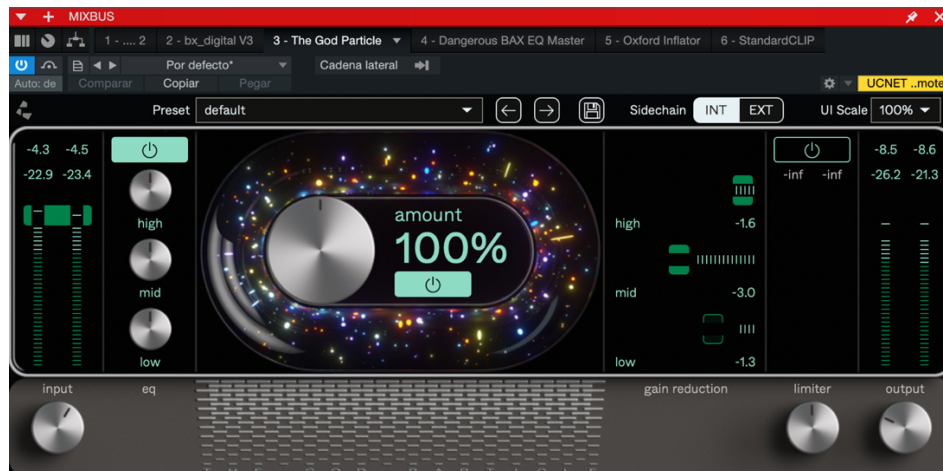 MIXBUS
1 - .... 2 2 - bx_digital V3 3 - The God Particle 4 - Dangerous BAX EQ Master 5 - Oxford Inflator 6 - StandardCLIP
Por defecto* Cadena lateral
Auto: de Comparar Copiar Pegar UCNET ..mote
Preset default Sidechain INT EXT UI Scale 100%
-4.3 -4.5 -inf -inf -8.5 -8.6
-22.9 -23.4 -26.2 -21.3
high
mid
low
amount
100%
high -1.6
mid -3.0
low -1.3
input eq gain reduction limiter output